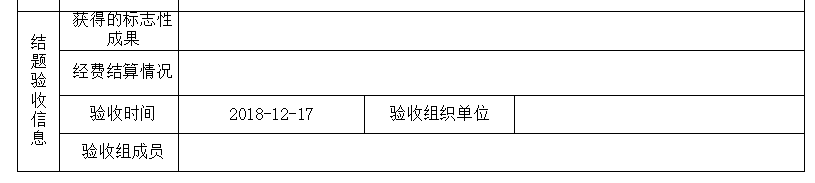 结题验收信息
获得的标志性
成果
经费结算情况
验收时间 2018-12-17 验收组织单位
验收组成员